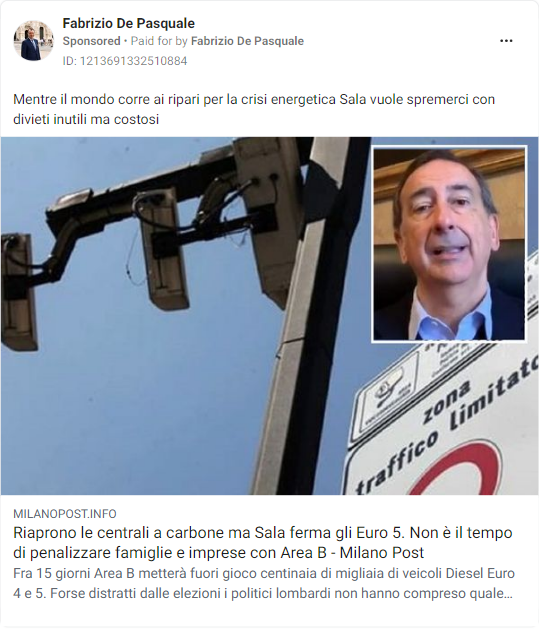 Fabrizio De Pasquale
Sponsored • Paid for by Fabrizio De Pasquale
ID: 1213691332510884
Mentre il mondo corre ai ripari per la crisi energetica Sala vuole spremerci con
divieti inutili ma costosi
zona
traffico limitato
MILANOPOST.INFO
Riaprono le centrali a carbone ma Sala ferma gli Euro 5. Non è il tempo
di penalizzare famiglie e imprese con Area B - Milano Post
Fra 15 giorni Area B metterà fuori gioco centinaia di migliaia di veicoli Diesel Euro
4 e 5. Forse distratti dalle elezioni i politici lombardi non hanno compreso quale...